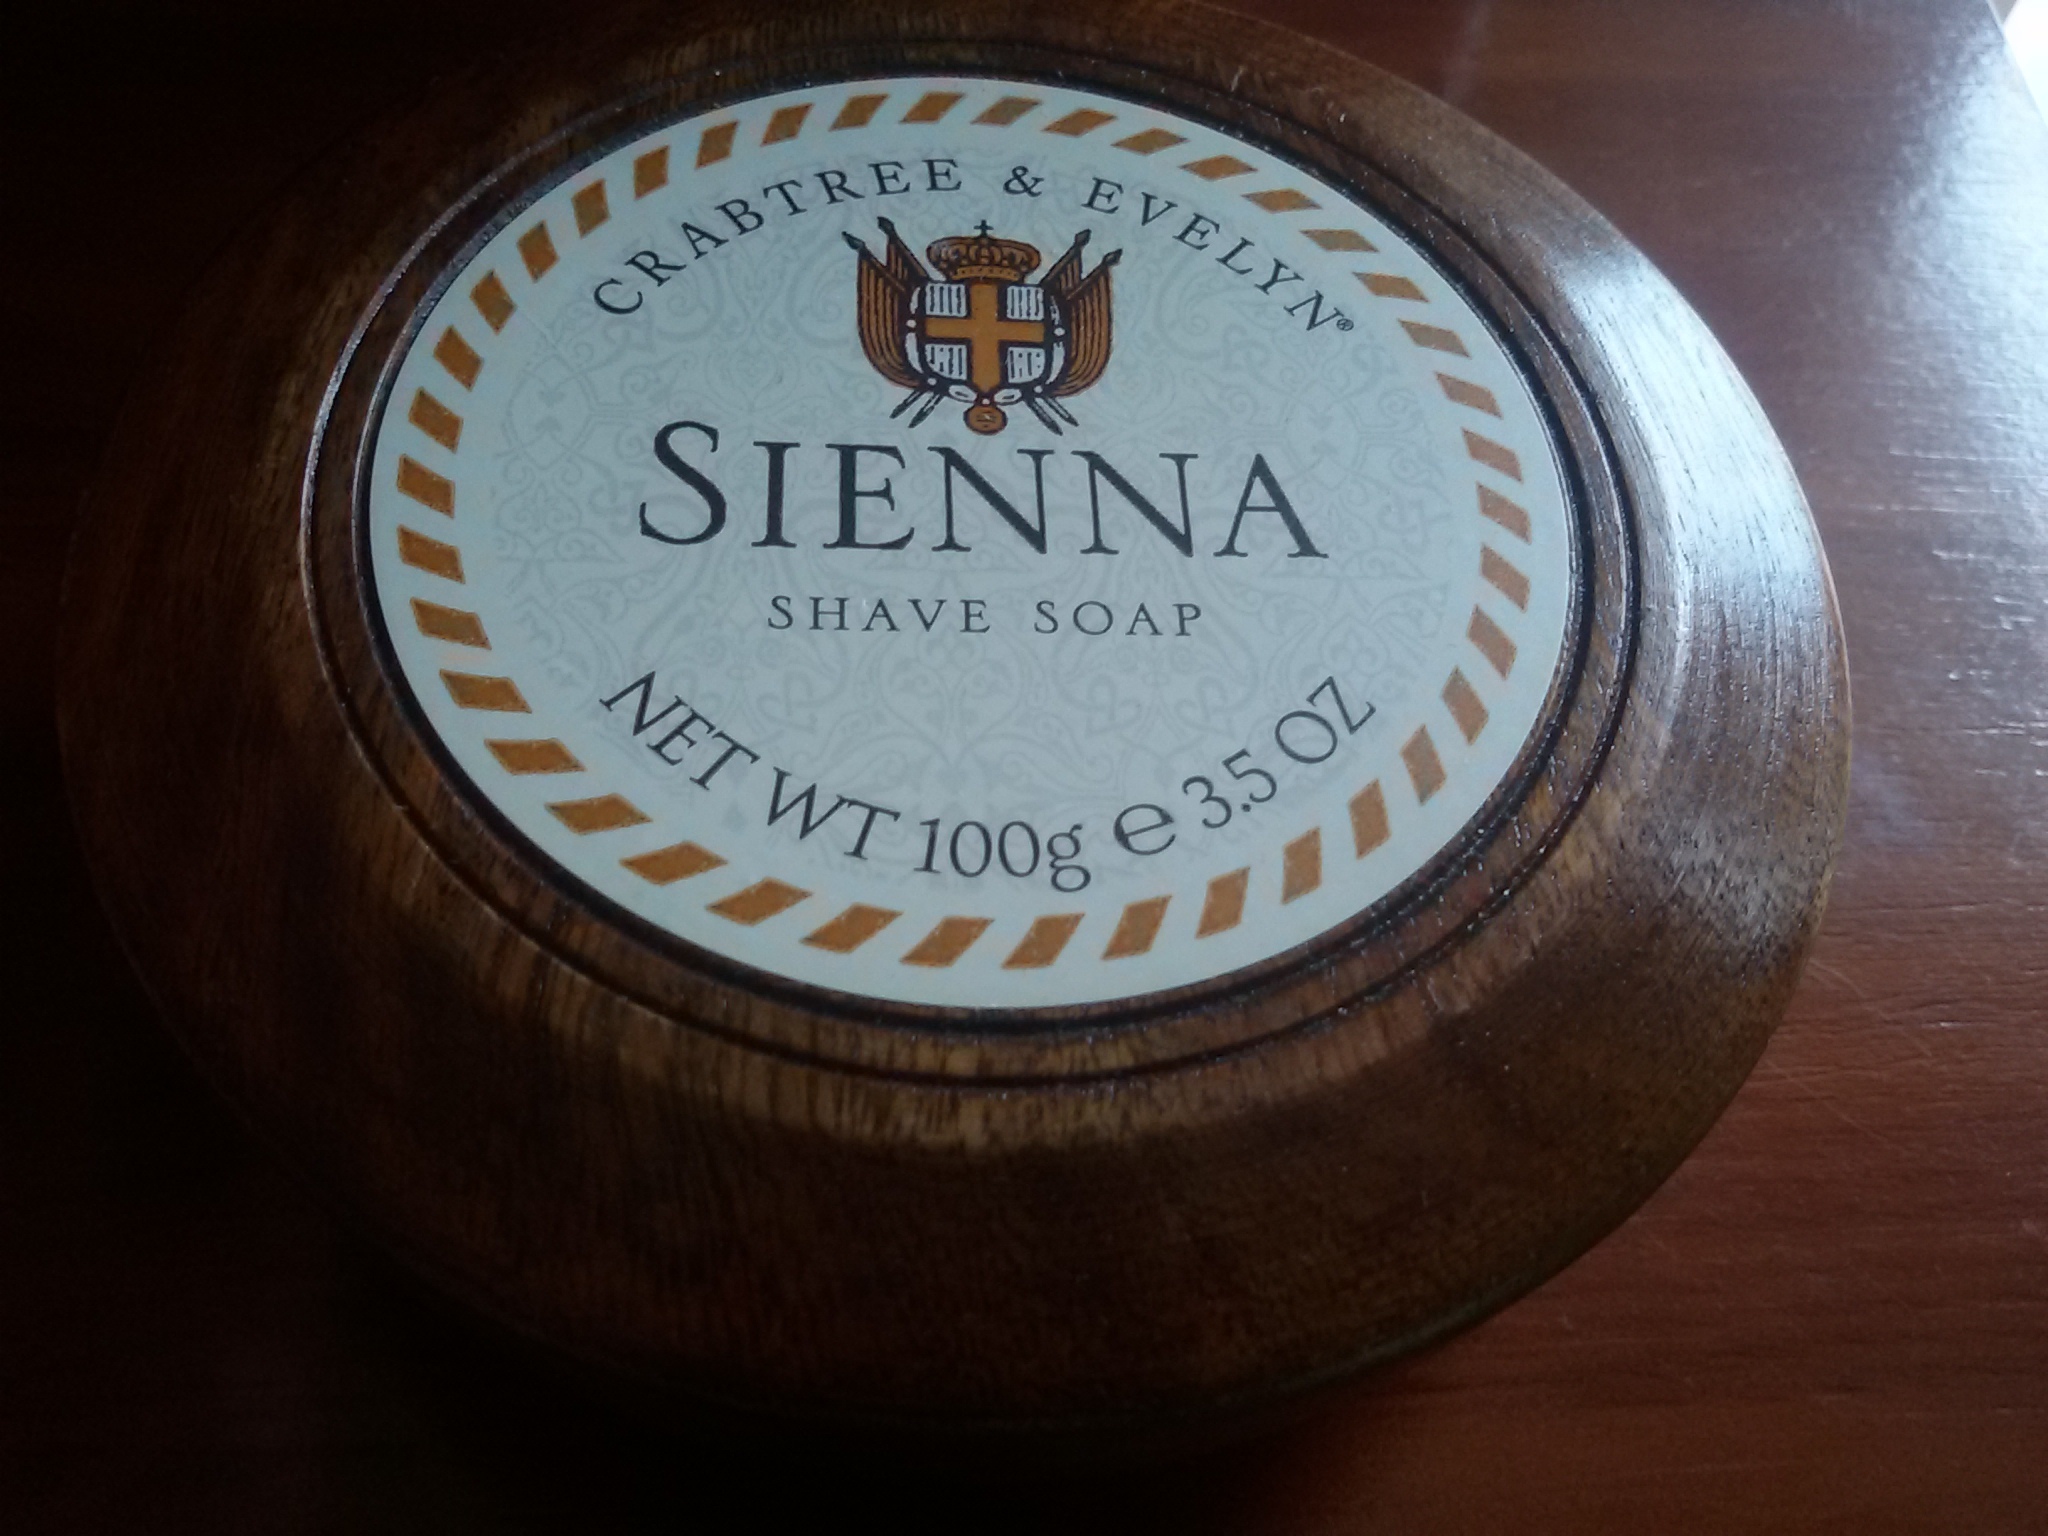 CRABTREE & EVELYN®
SIENNA
SHAVE SOAP
NET WT 100g ℮ 3.5 OZ